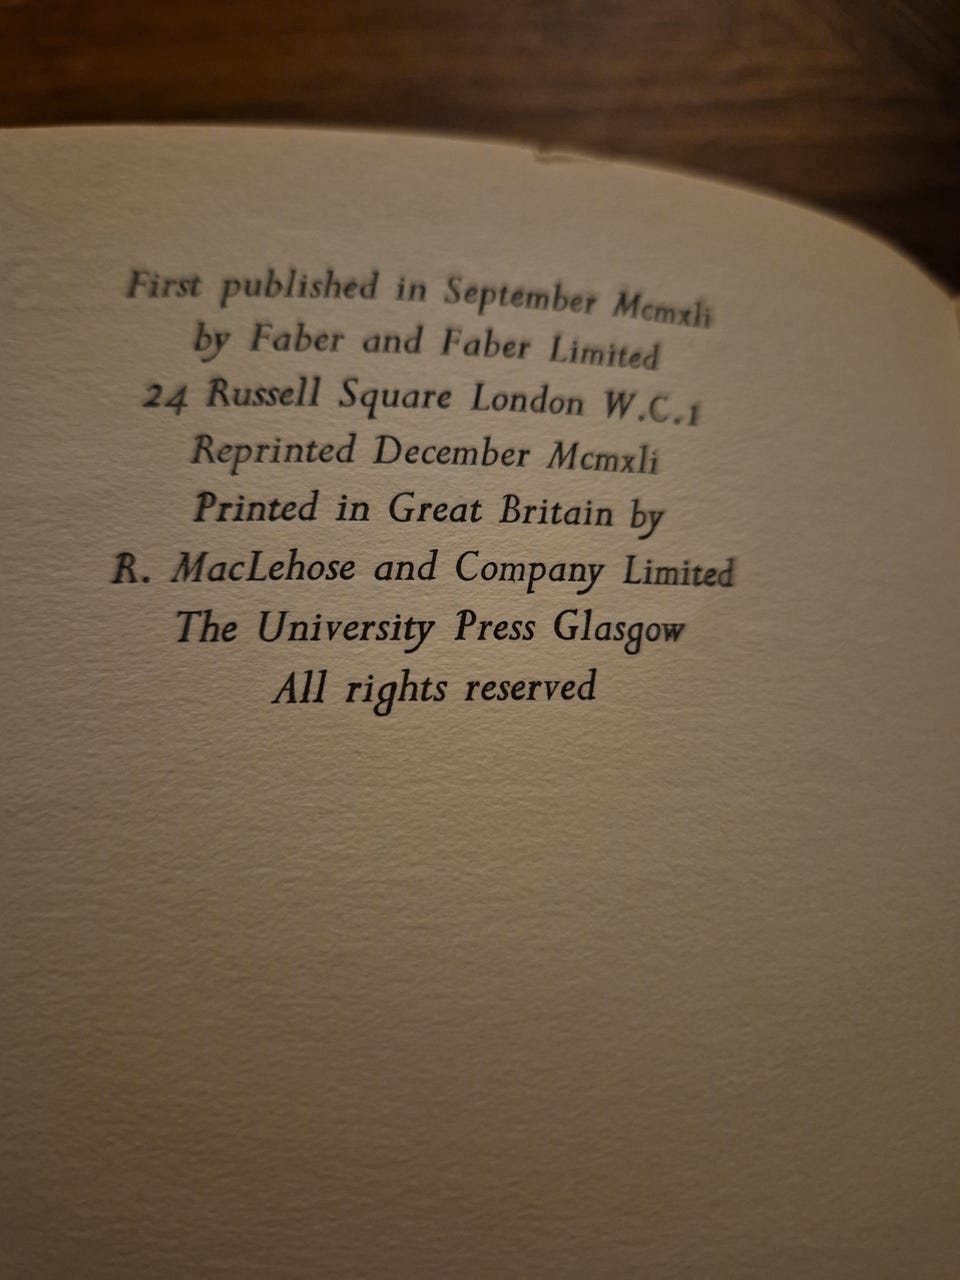 First published in September Mcmxli
by Faber and Faber Limited
24 Russell Square London W.C.1
Reprinted December Mcmxli
Printed in Great Britain by
R. MacLehose and Company Limited
The University Press Glasgow
All rights reserved